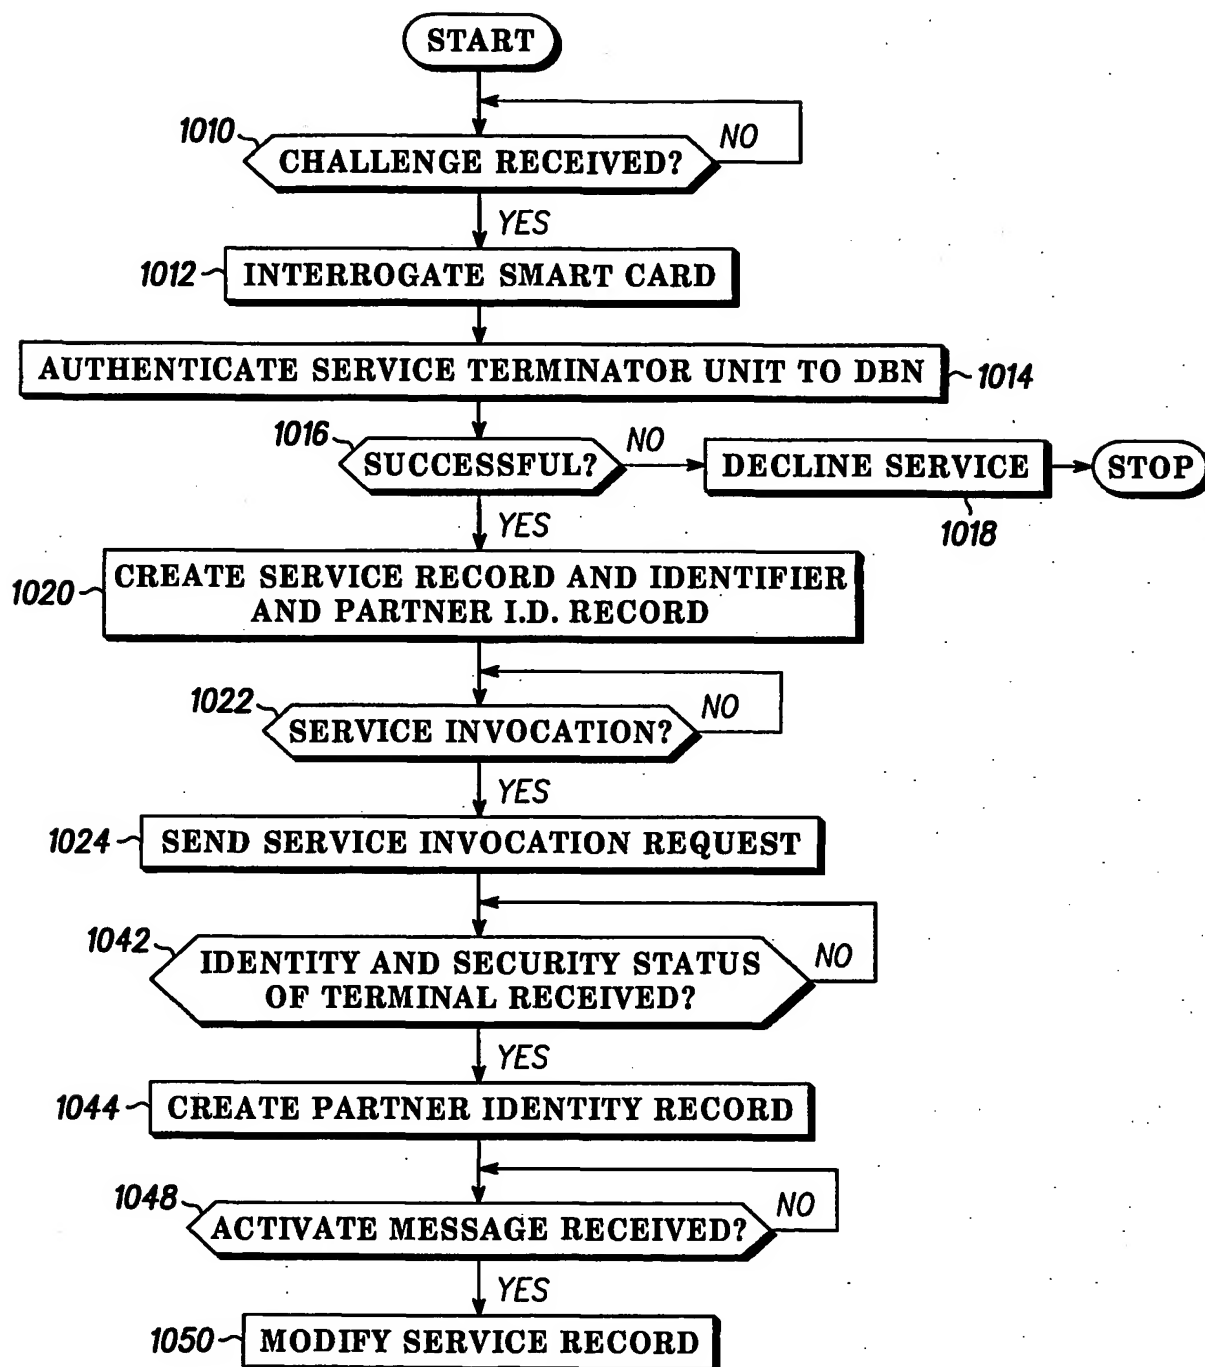 START
1010
NO
CHALLENGE RECEIVED?
YES
1012
INTERROGATE SMART CARD
AUTHENTICATE SERVICE TERMINATOR UNIT TO DBN
1014
1016
NO
SUCCESSFUL?
DECLINE SERVICE
STOP
1018
YES
1020
CREATE SERVICE RECORD AND IDENTIFIER
AND PARTNER I.D. RECORD
1022
NO
SERVICE INVOCATION?
YES
1024
SEND SERVICE INVOCATION REQUEST
1042
NO
IDENTITY AND SECURITY STATUS
OF TERMINAL RECEIVED?
YES
1044
CREATE PARTNER IDENTITY RECORD
1048
NO
ACTIVATE MESSAGE RECEIVED?
YES
1050
MODIFY SERVICE RECORD